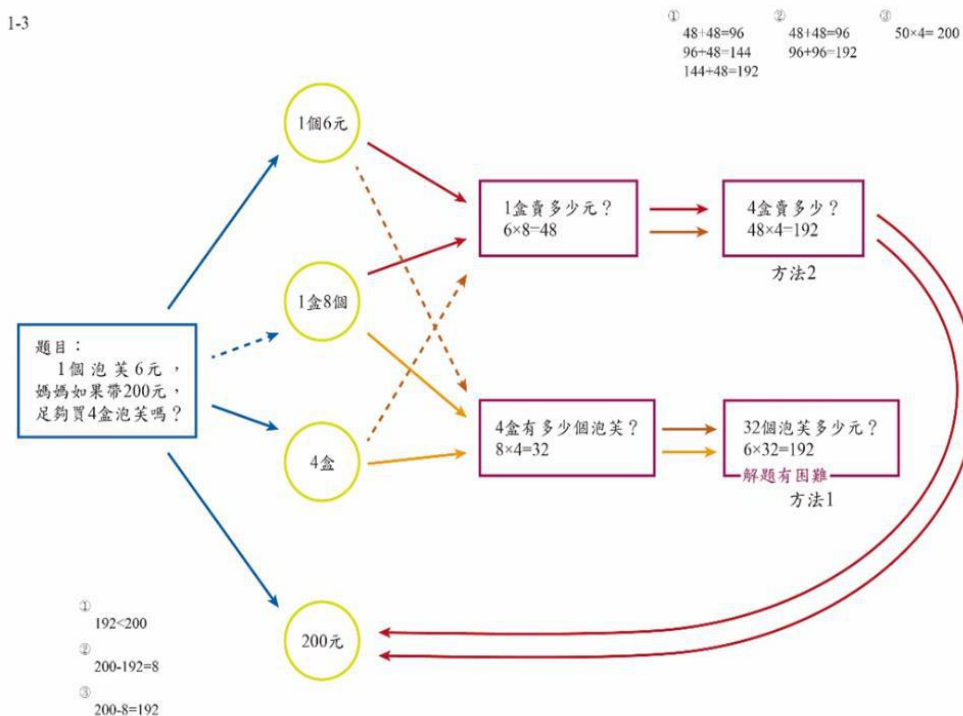 1-3
①
48+48=96
96+48=144
144+48=192
②
48+48=96
96+96=192
③
50×4= 200
1個6元
1盒賣多少元？
6×8=48
4盒賣多少？
48×4=192
方法2
1盒8個
題目：
1個泡芙6元，
媽媽如果帶200元，
足夠買4盒泡芙嗎？
4盒
4盒有多少個泡芙？
8×4=32
32個泡芙多少元？
6×32=192
解題有困難
方法1
200元
①
192<200
②
200-192=8
③
200-8=192